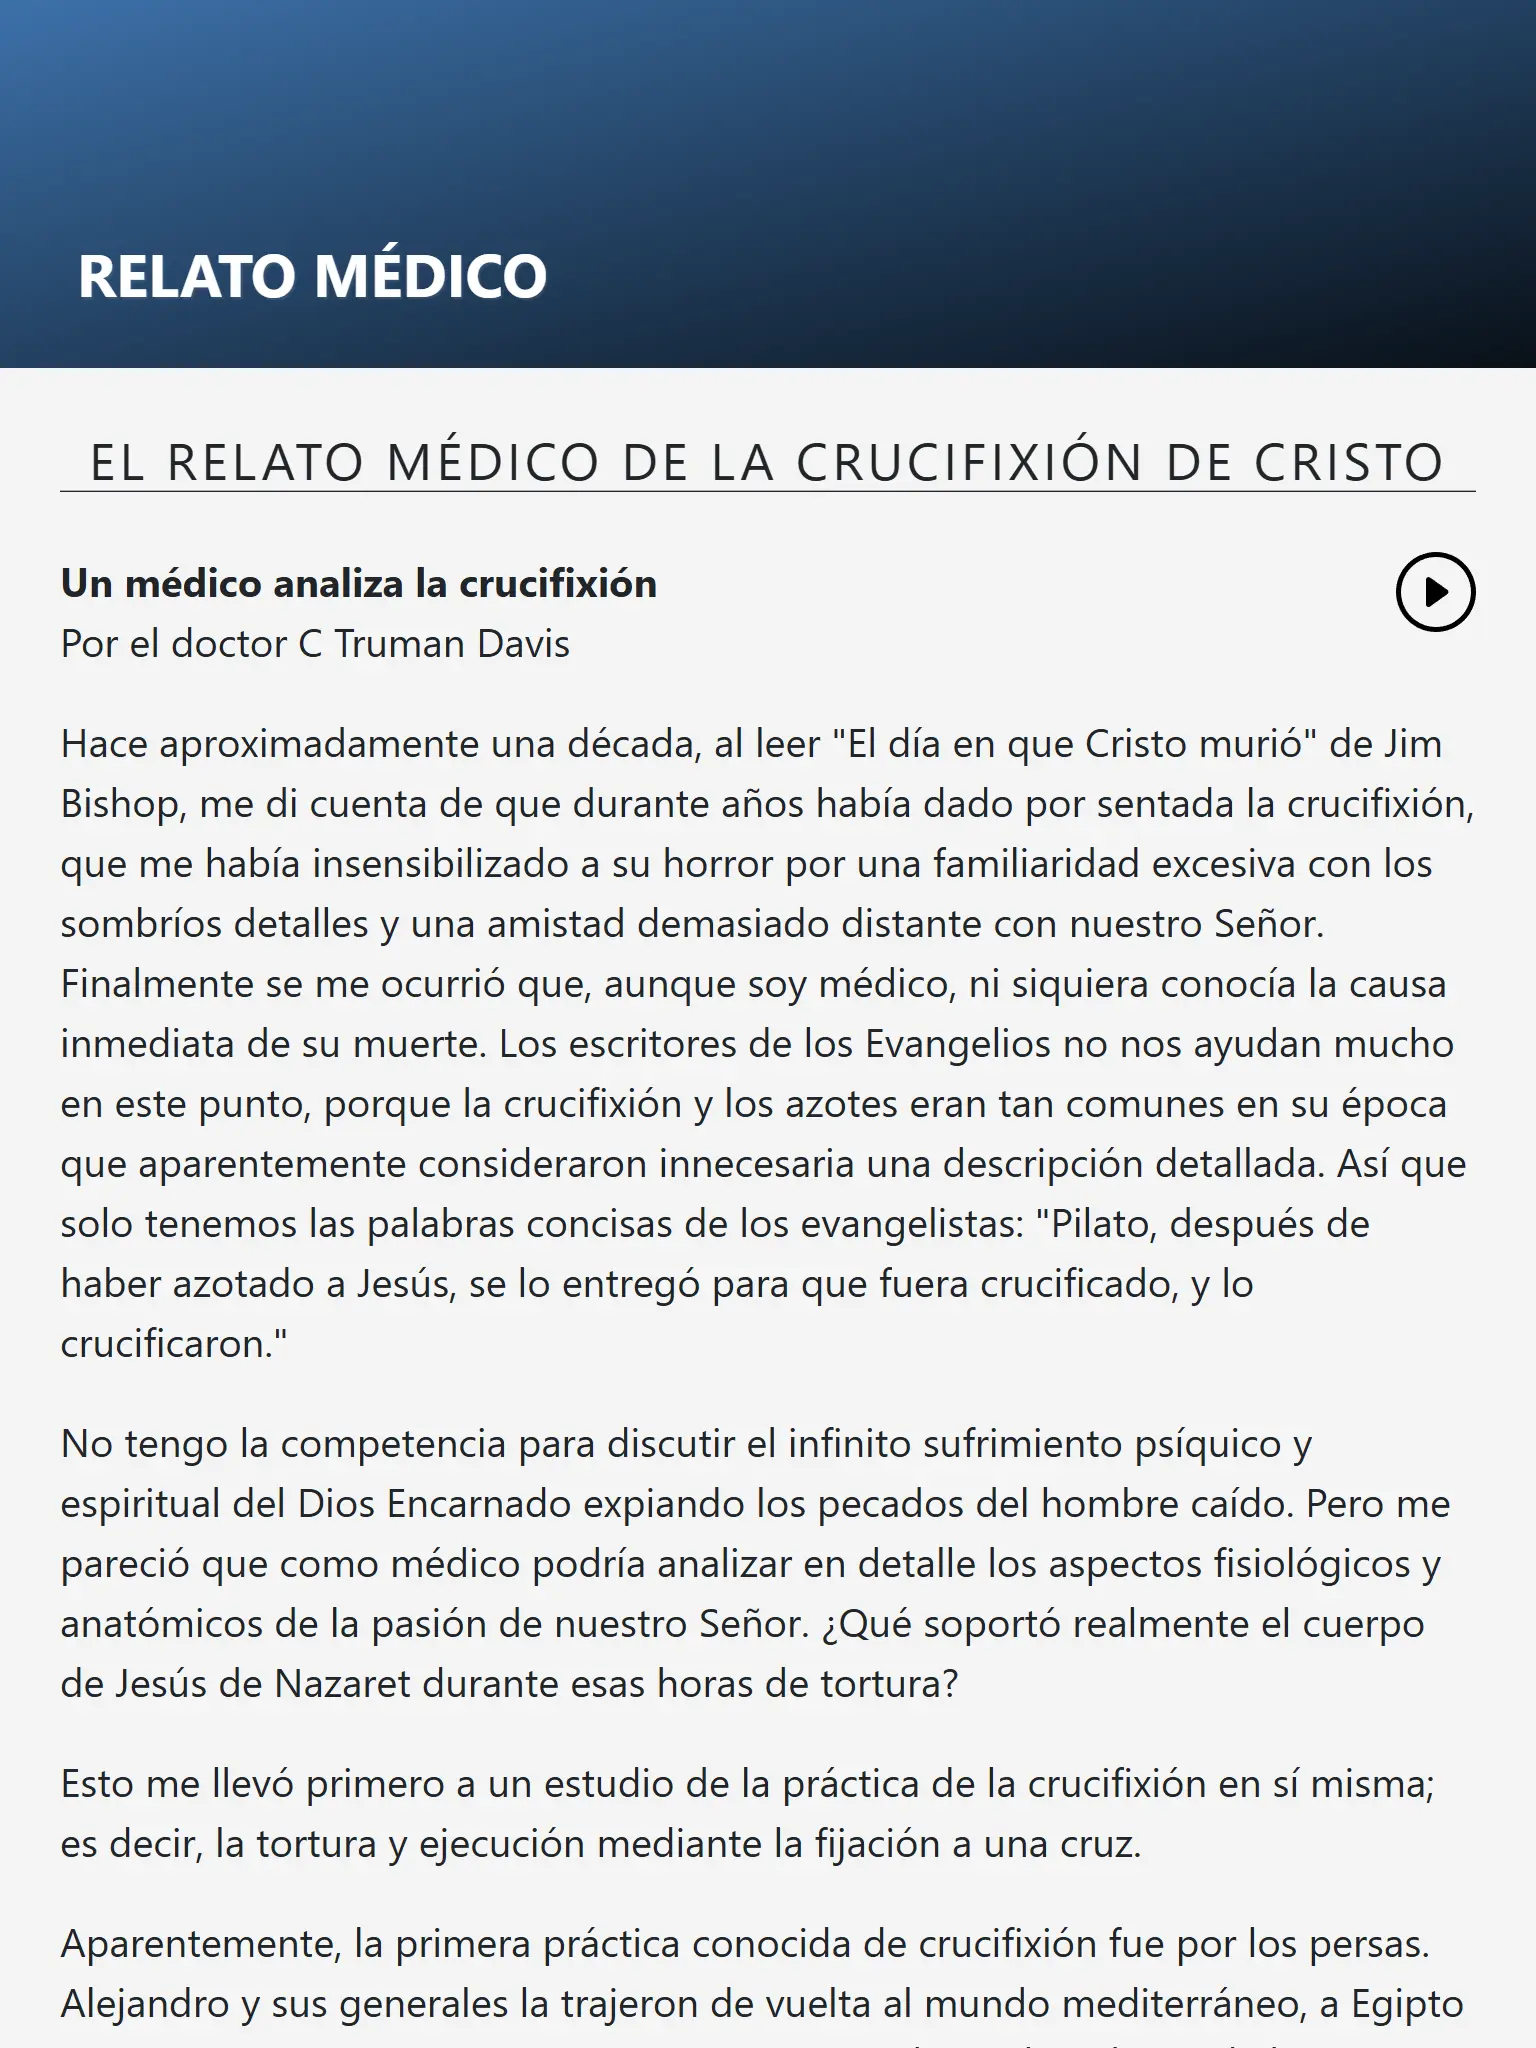 RELATO MÉDICO
EL RELATO MÉDICO DE LA CRUCIFIXIÓN DE CRISTO
Un médico analiza la crucifixión
Por el doctor C Truman Davis
Hace aproximadamente una década, al leer "El día en que Cristo murió" de Jim
Bishop, me di cuenta de que durante años había dado por sentada la crucifixión,
que me había insensibilizado a su horror por una familiaridad excesiva con los
sombríos detalles y una amistad demasiado distante con nuestro Señor.
Finalmente se me ocurrió que, aunque soy médico, ni siquiera conocía la causa
inmediata de su muerte. Los escritores de los Evangelios no nos ayudan mucho
en este punto, porque la crucifixión y los azotes eran tan comunes en su época
que aparentemente consideraron innecesaria una descripción detallada. Así que
solo tenemos las palabras concisas de los evangelistas: "Pilato, después de
haber azotado a Jesús, se lo entregó para que fuera crucificado, y lo
crucificaron."
No tengo la competencia para discutir el infinito sufrimiento psíquico y
espiritual del Dios Encarnado expiando los pecados del hombre caído. Pero me
pareció que como médico podría analizar en detalle los aspectos fisiológicos y
anatómicos de la pasión de nuestro Señor. ¿Qué soportó realmente el cuerpo
de Jesús de Nazaret durante esas horas de tortura?
Esto me llevó primero a un estudio de la práctica de la crucifixión en sí misma;
es decir, la tortura y ejecución mediante la fijación a una cruz.
Aparentemente, la primera práctica conocida de crucifixión fue por los persas.
Alejandro y sus generales la trajeron de vuelta al mundo mediterráneo, a Egipto